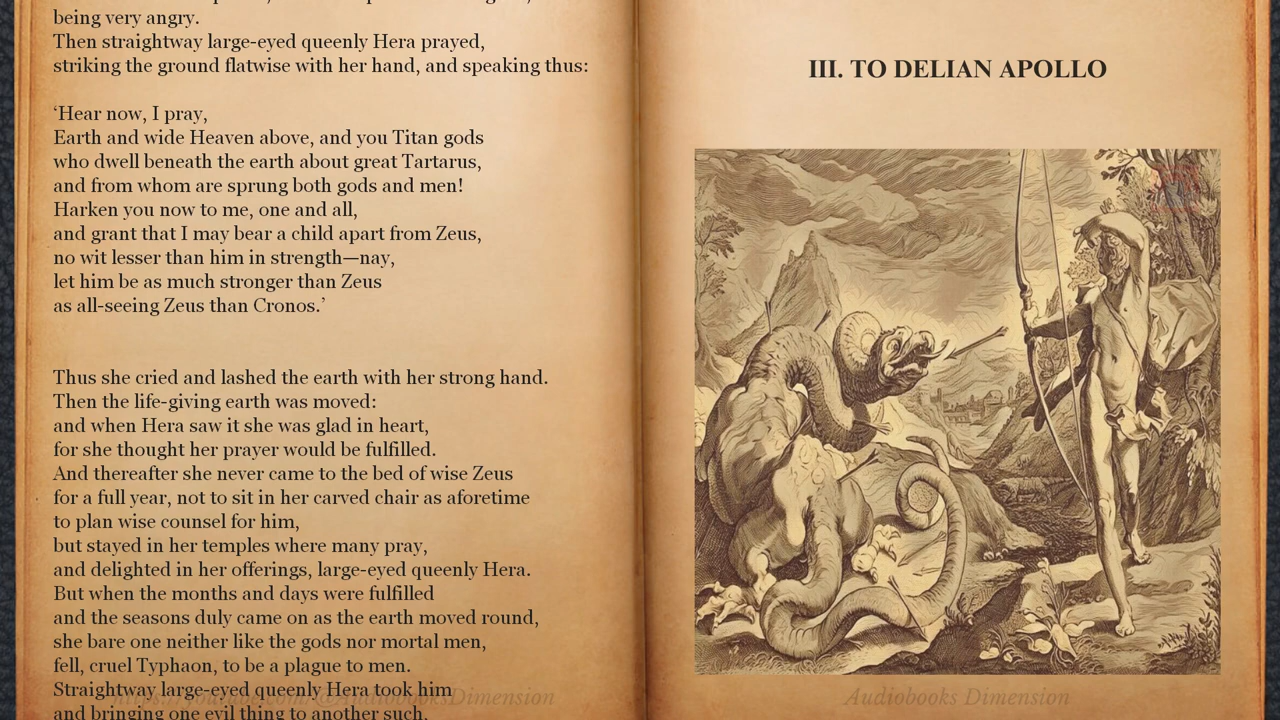 being very angry.
Then straightway large-eyed queenly Hera prayed,
striking the ground flatwise with her hand, and speaking thus:
‘Hear now, I pray,
Earth and wide Heaven above, and you Titan gods
who dwell beneath the earth about great Tartarus,
and from whom are sprung both gods and men!
Harken you now to me, one and all,
and grant that I may bear a child apart from Zeus,
no wit lesser than him in strength—nay,
let him be as much stronger than Zeus
as all-seeing Zeus than Cronos.’
Thus she cried and lashed the earth with her strong hand.
Then the life-giving earth was moved:
and when Hera saw it she was glad in heart,
for she thought her prayer would be fulfilled.
And thereafter she never came to the bed of wise Zeus
for a full year, not to sit in her carved chair as aforetime
to plan wise counsel for him,
but stayed in her temples where many pray,
and delighted in her offerings, large-eyed queenly Hera.
But when the months and days were fulfilled
and the seasons duly came on as the earth moved round,
she bare one neither like the gods nor mortal men,
fell, cruel Typhaon, to be a plague to men.
Straightway large-eyed queenly Hera took him
and bringing one evil thing to another such,
https://youtube.com/@AudiobooksDimension
III. TO DELIAN APOLLO
Audiobooks Dimension